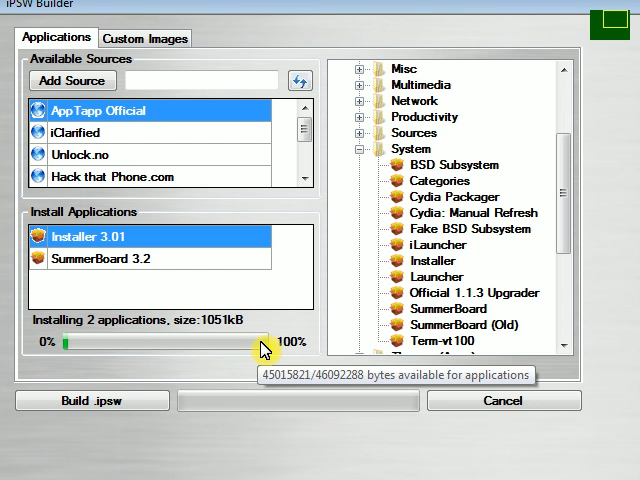 iPSW Builder
Applications
Custom Images
Available Sources
Add Source
AppTapp Official
iClarified
Unlock.no
Hack that Phone.com
Install Applications
Installer 3.01
SummerBoard 3.2
Installing 2 applications, size:1051kB
0%
100%
Misc
Multimedia
Network
Productivity
Sources
System
BSD Subsystem
Categories
Cydia Packager
Cydia: Manual Refresh
Fake BSD Subsystem
iLauncher
Installer
Launcher
Official 1.1.3 Upgrader
SummerBoard
SummerBoard (Old)
Term-vt100
45015821/46092288 bytes available for applications
Build .ipsw
Cancel